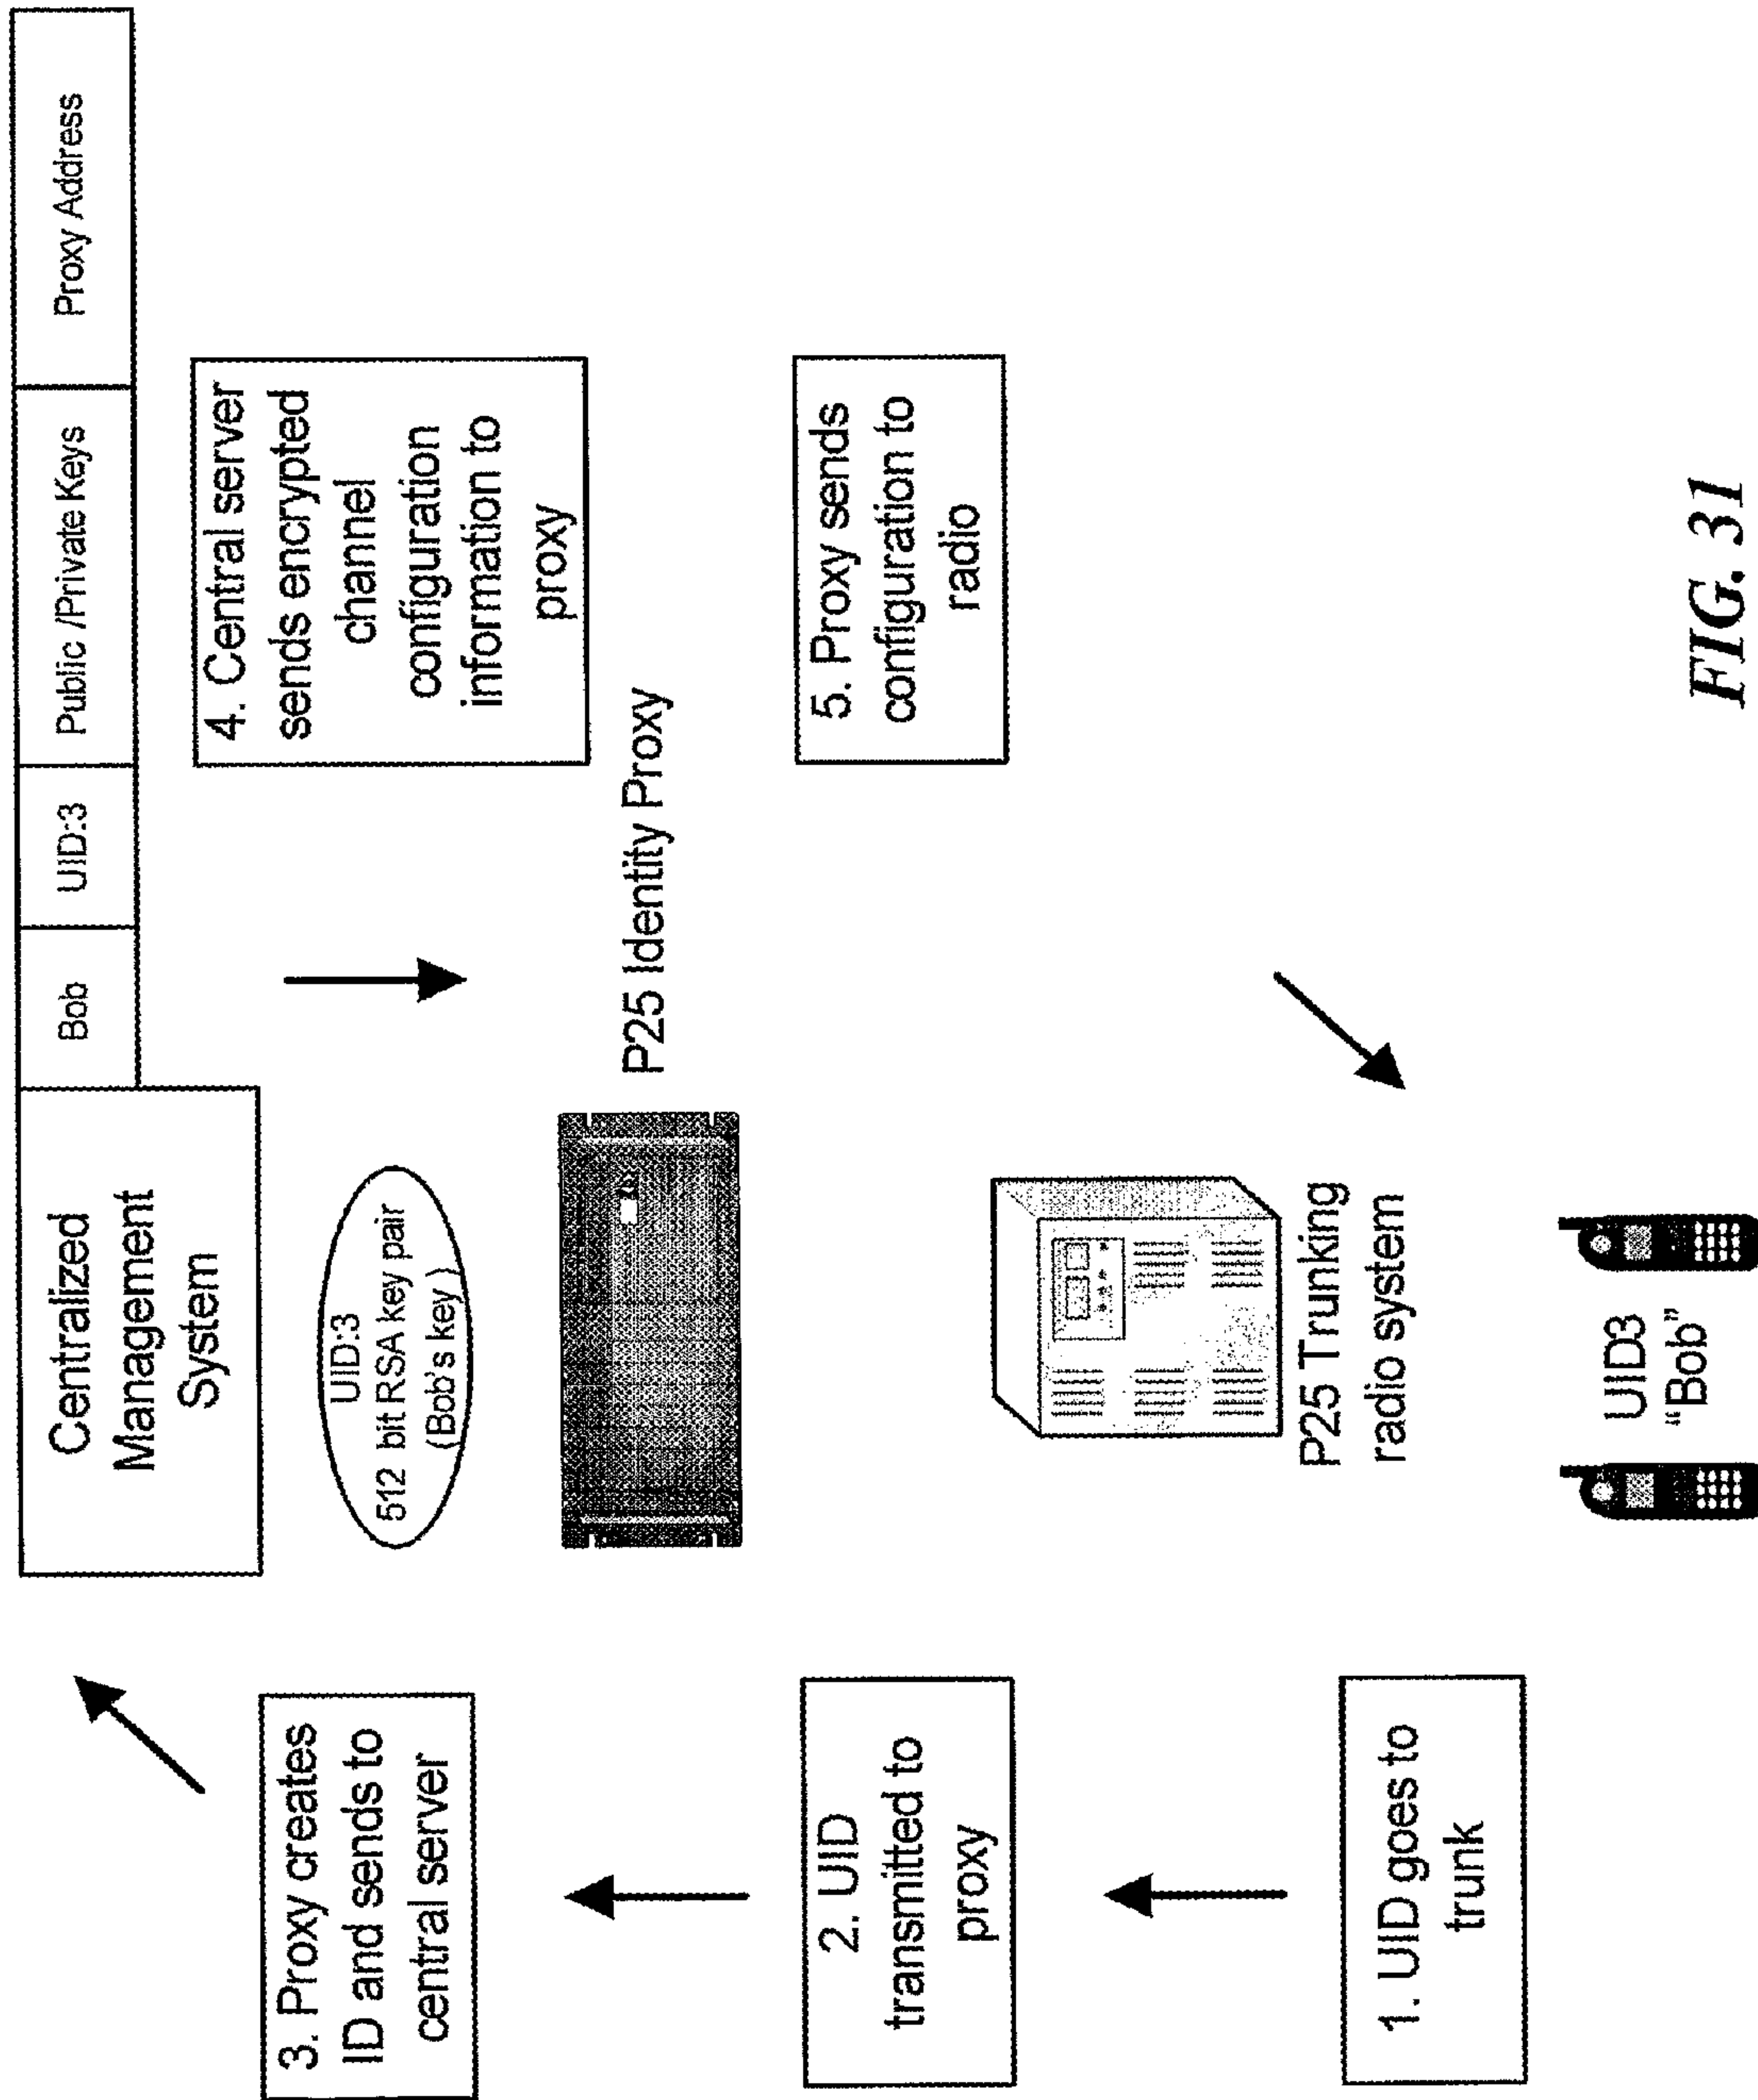 Centralized
Management
System
Bob
UID:3
Public /Private Keys
Proxy Address
3. Proxy creates
ID and sends to
central server
UID:3
512 bit RSA key pair
(Bob's key)
4. Central server
sends encrypted
channel
configuration
information to
proxy
P25 Identity Proxy
2. UID
transmitted to
proxy
5. Proxy sends
configuration to
radio
P25 Trunking
radio system
1. UID goes to
trunk
UID3
“Bob”
FIG. 31